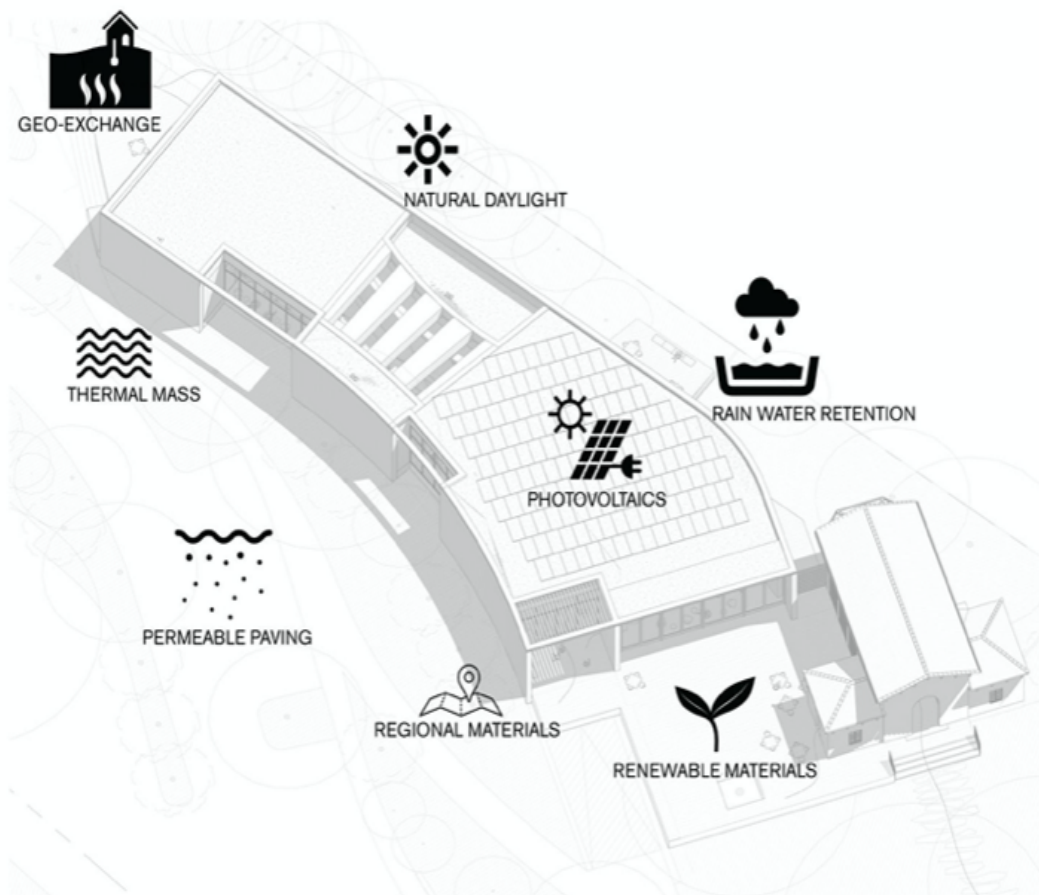 GEO-EXCHANGE
NATURAL DAYLIGHT
THERMAL MASS
RAIN WATER RETENTION
PHOTOVOLTAICS
PERMEABLE PAVING
REGIONAL MATERIALS
RENEWABLE MATERIALS